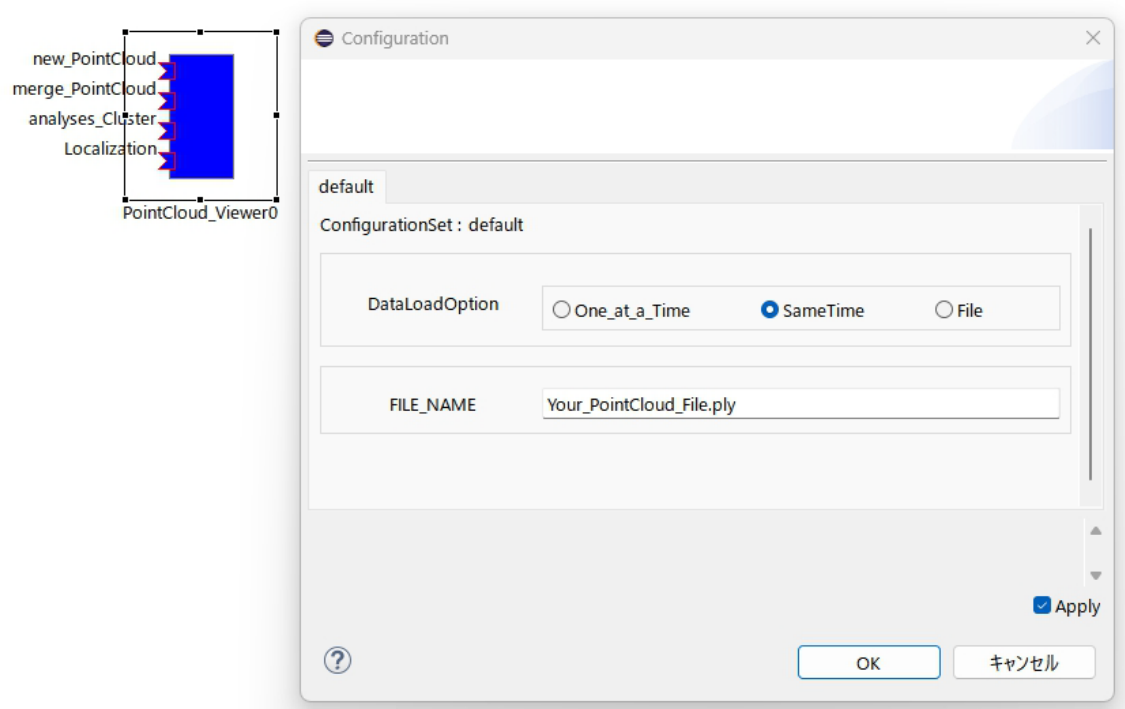 new_PointCloud
merge_PointCloud
analyses_Cluster
Localization
PointCloud_Viewer0
Configuration
default
ConfigurationSet : default
DataLoadOption One_at_a_Time SameTime File
FILE_NAME Your_PointCloud_File.ply
Apply
? OK キャンセル